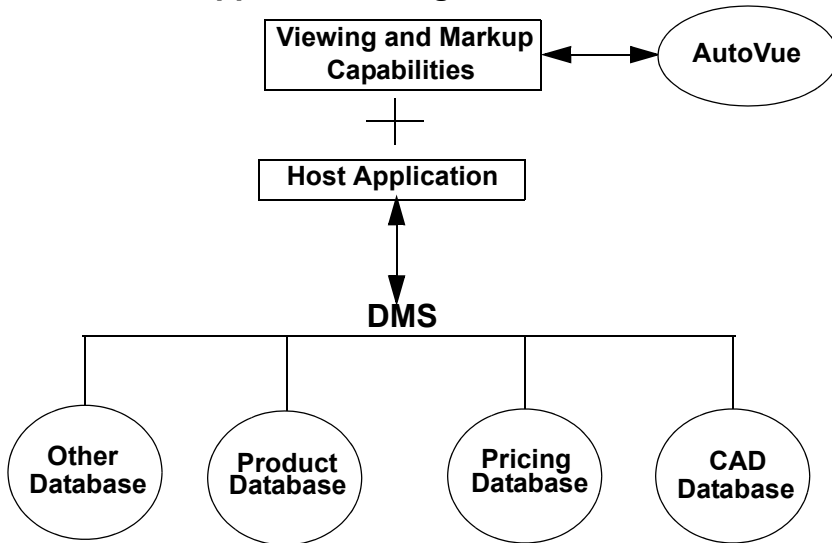 Viewing and Markup
Capabilities
AutoVue
Host Application
DMS
Other
Database
Product
Database
Pricing
Database
CAD
Database